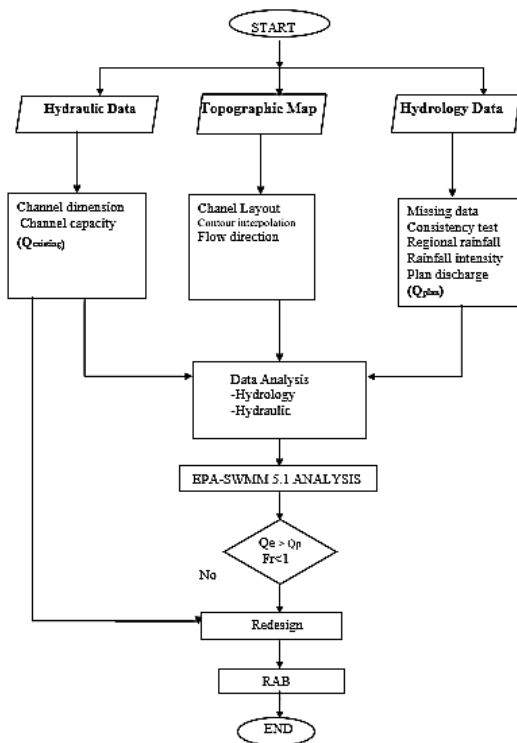 START
Hydraulic Data
Topographic Map
Hydrology Data
Channel dimension
Channel capacity
(Qexisting)
Chanel Layout
Contour interpolation
Flow direction
Missing data
Consistency test
Regional rainfall
Rainfall intensity
Plan discharge
(Qplan)
Data Analysis
-Hydrology
-Hydraulic
EPA-SWMM 5.1 ANALYSIS
Qe > Qp
Fr<1
No
Redesign
RAB
END